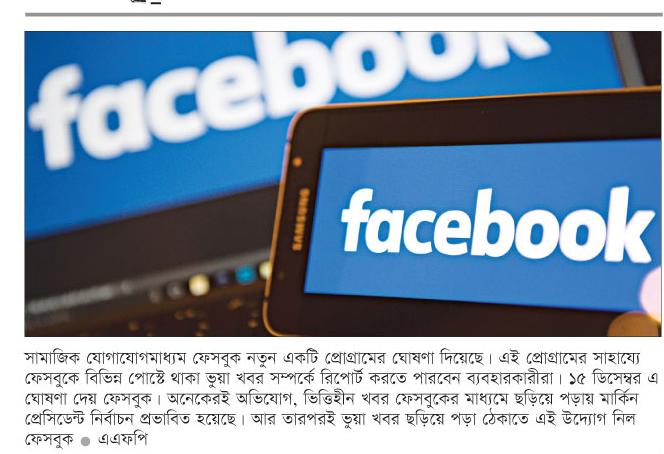 facebook
SAMSUNG
facebook
সামাজিক যোগাযোগমাধ্যম ফেসবুক নতুন একটি প্রোগ্রামের ঘোষণা দিয়েছে। এই প্রোগ্রামের সাহায্যে
ফেসবুকে বিভিন্ন পোস্টে থাকা ভুয়া খবর সম্পর্কে রিপোর্ট করতে পারবেন ব্যবহারকারীরা। ১৫ ডিসেম্বর এ
ঘোষণা দেয় ফেসবুক। অনেকেরই অভিযোগ, ভিত্তিহীন খবর ফেসবুকের মাধ্যমে ছড়িয়ে পড়ায় মার্কিন
প্রেসিডেন্ট নির্বাচন প্রভাবিত হয়েছে। আর তারপরই ভুয়া খবর ছড়িয়ে পড়া ঠেকাতে এই উদ্যোগ নিল
ফেসবুক ● এএফপি